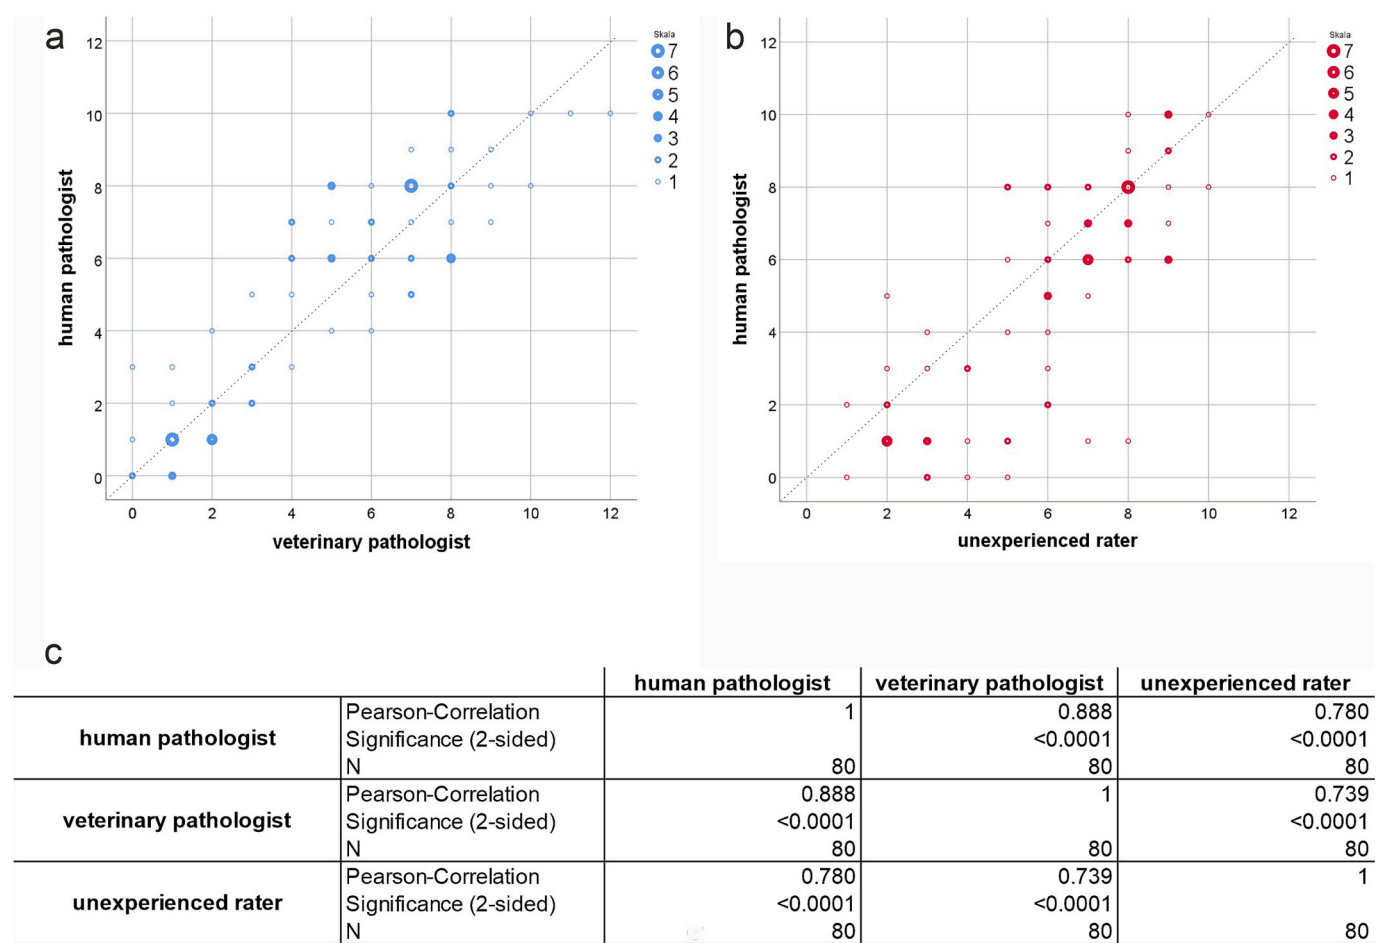 a
Skala
7
6
5
4
3
2
1
12
10
8
6
4
2
0
human pathologist
0 2 4 6 8 10 12
veterinary pathologist
b
Skala
7
6
5
4
3
2
1
12
10
8
6
4
2
0
human pathologist
0 2 4 6 8 10 12
unexperienced rater
c
human pathologist veterinary pathologist unexperienced rater
human pathologist
Pearson-Correlation 1 0.888 0.780
Significance (2-sided) <0.0001 <0.0001
N 80 80 80
veterinary pathologist
Pearson-Correlation 0.888 1 0.739
Significance (2-sided) <0.0001 <0.0001
N 80 80 80
unexperienced rater
Pearson-Correlation 0.780 0.739 1
Significance (2-sided) <0.0001 <0.0001
N 80 80 80